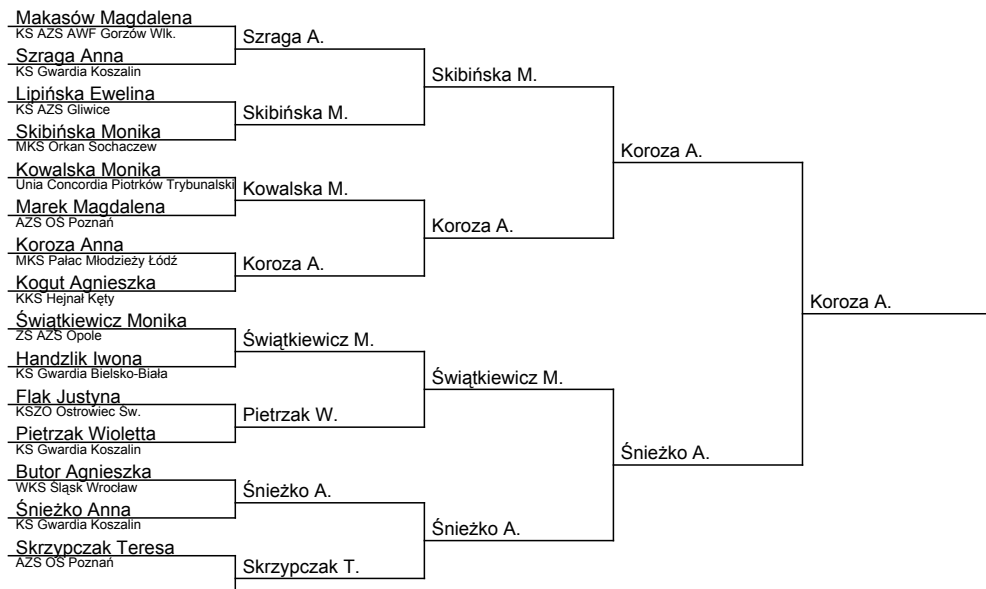 Makasów Magdalena
KS AZS AWF Gorzów Wlk.
Szraga Anna
KS Gwardia Koszalin
Lipińska Ewelina
KS AZS Gliwice
Skibińska Monika
MKS Orkan Sochaczew
Kowalska Monika
Unia Concordia Piotrków Trybunalski
Marek Magdalena
AZS OŚ Poznań
Koroza Anna
MKS Pałac Młodzieży Łódź
Kogut Agnieszka
KKS Hejnał Kęty
Świątkiewicz Monika
ZS AZS Opole
Handzlik Iwona
KS Gwardia Bielsko-Biała
Flak Justyna
KSZO Ostrowiec Św.
Pietrzak Wioletta
KS Gwardia Koszalin
Butor Agnieszka
WKS Śląsk Wrocław
Śnieżko Anna
KS Gwardia Koszalin
Skrzypczak Teresa
AZS OŚ Poznań
Szraga A.
Skibińska M.
Kowalska M.
Koroza A.
Świątkiewicz M.
Pietrzak W.
Śnieżko A.
Skrzypczak T.
Skibińska M.
Koroza A.
Świątkiewicz M.
Śnieżko A.
Koroza A.
Śnieżko A.
Koroza A.